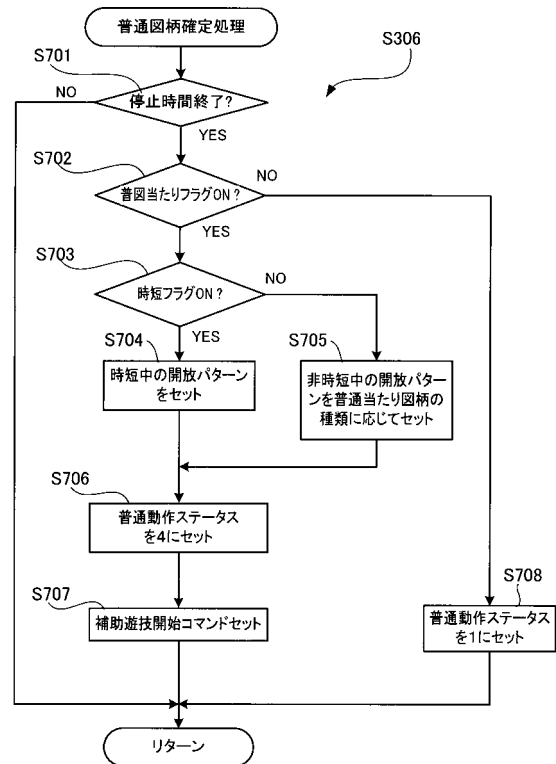 普通図柄確定処理
S306
S701
NO
停止時間終了?
YES
S702
NO
普図当たりフラグON?
YES
S703
NO
時短フラグON?
YES
S704
時短中の開放パターン
をセット
S705
非時短中の開放パター
ンを普通当たり図柄の
種類に応じてセット
S706
普通動作ステータス
を4にセット
S707
補助遊技開始コマンドセット
S708
普通動作ステータス
を1にセット
リターン